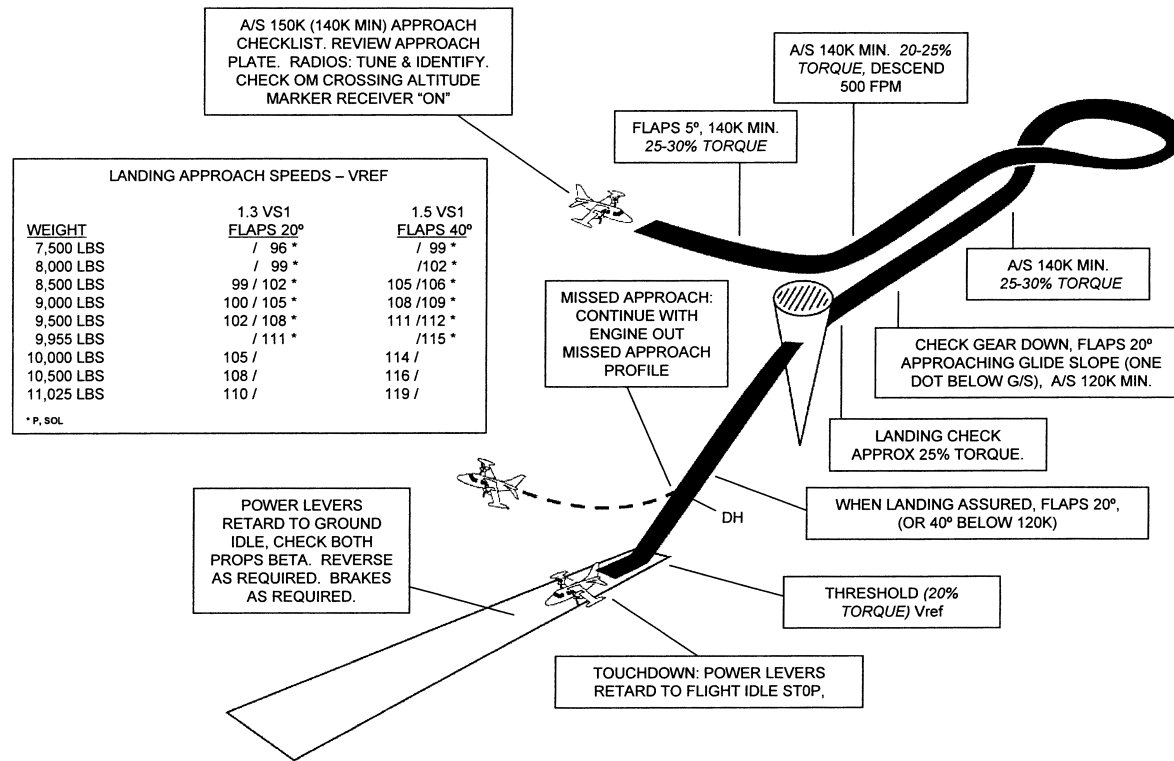 A/S 150K (140K MIN) APPROACH
CHECKLIST. REVIEW APPROACH
PLATE. RADIOS: TUNE & IDENTIFY.
CHECK OM CROSSING ALTITUDE
MARKER RECEIVER "ON"
A/S 140K MIN. 20-25%
TORQUE, DESCEND
500 FPM
FLAPS 5º, 140K MIN.
25-30% TORQUE
LANDING APPROACH SPEEDS – VREF
1.3 VS1 1.5 VS1
WEIGHT FLAPS 20º FLAPS 40º
7,500 LBS / 96 * / 99 *
8,000 LBS / 99 * /102 *
8,500 LBS 99 / 102 * 105 /106 *
9,000 LBS 100 / 105 * 108 /109 *
9,500 LBS 102 / 108 * 111 /112 *
9,955 LBS / 111 * /115 *
10,000 LBS 105 / 114 /
10,500 LBS 108 / 116 /
11,025 LBS 110 / 119 /
* P, SOL
A/S 140K MIN.
25-30% TORQUE
MISSED APPROACH:
CONTINUE WITH
ENGINE OUT
MISSED APPROACH
PROFILE
CHECK GEAR DOWN, FLAPS 20º
APPROACHING GLIDE SLOPE (ONE
DOT BELOW G/S), A/S 120K MIN.
LANDING CHECK
APPROX 25% TORQUE.
WHEN LANDING ASSURED, FLAPS 20º,
(OR 40º BELOW 120K)
DH
POWER LEVERS
RETARD TO GROUND
IDLE, CHECK BOTH
PROPS BETA. REVERSE
AS REQUIRED. BRAKES
AS REQUIRED.
THRESHOLD (20%
TORQUE) Vref
TOUCHDOWN: POWER LEVERS
RETARD TO FLIGHT IDLE ST0P,